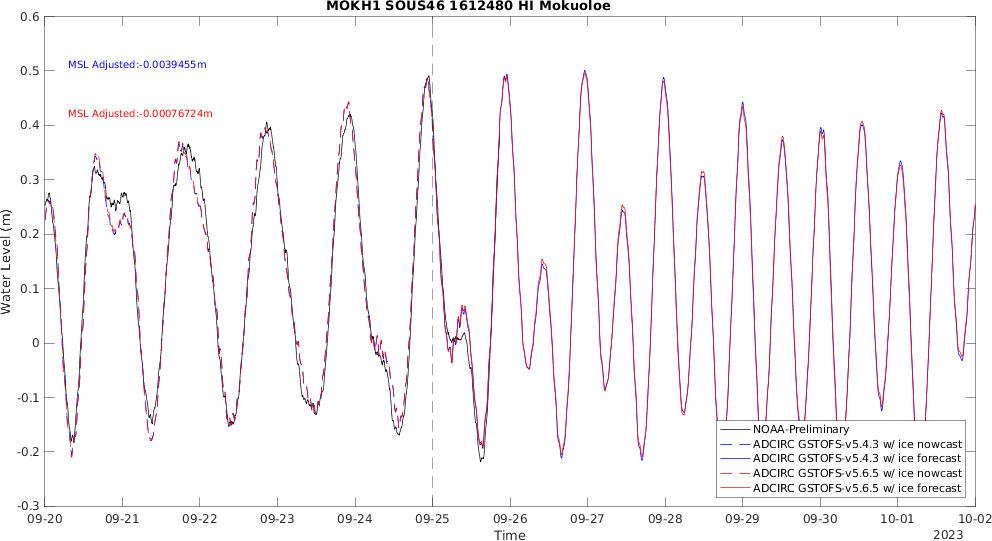 MOKH1 SOUS46 1612480 HI Mokuoloe
MSL Adjusted:-0.0039455m
MSL Adjusted:-0.00076724m
Water Level (m)
0.6
0.5
0.4
0.3
0.2
0.1
0
-0.1
-0.2
-0.3
NOAA-Preliminary
ADCIRC GSTOFS-v5.4.3 w/ ice nowcast
ADCIRC GSTOFS-v5.4.3 w/ ice forecast
ADCIRC GSTOFS-v5.6.5 w/ ice nowcast
ADCIRC GSTOFS-v5.6.5 w/ ice forecast
09-20 09-21 09-22 09-23 09-24 09-25 09-26 09-27 09-28 09-29 09-30 10-01 10-02
Time
2023